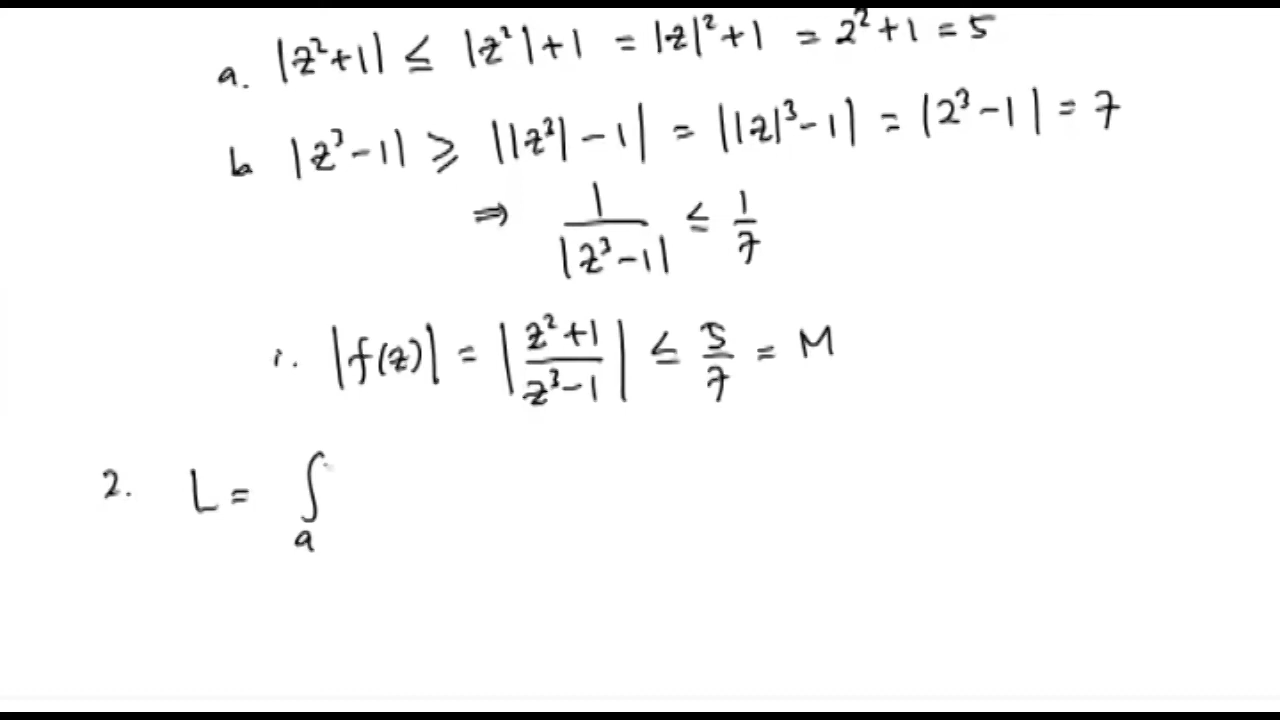 a. |z²+1| ≤ |z²|+1 = |z|²+1 = 2²+1 = 5
b |z³-1| ≥ ||z³|-1| = ||z|³-1| = |2³-1| = 7
⇒ 1/|z³-1| ≤ 1/7
∴ |f(z)| = |(z²+1)/(z³-1)| ≤ 5/7 = M
2. L = ∫ₐ